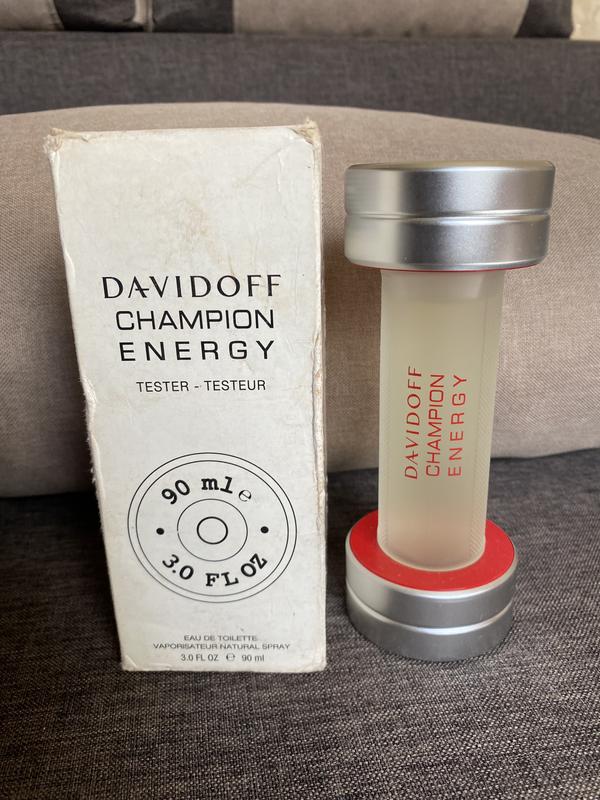 DAVIDOFF
CHAMPION
ENERGY
TESTER - TESTEUR
90 ml e
3.0 FL OZ
EAU DE TOILETTE
VAPORISATEUR-NATURAL SPRAY
3.0 FL OZ ℮ 90 ml
DAVIDOFF
CHAMPION
ENERGY